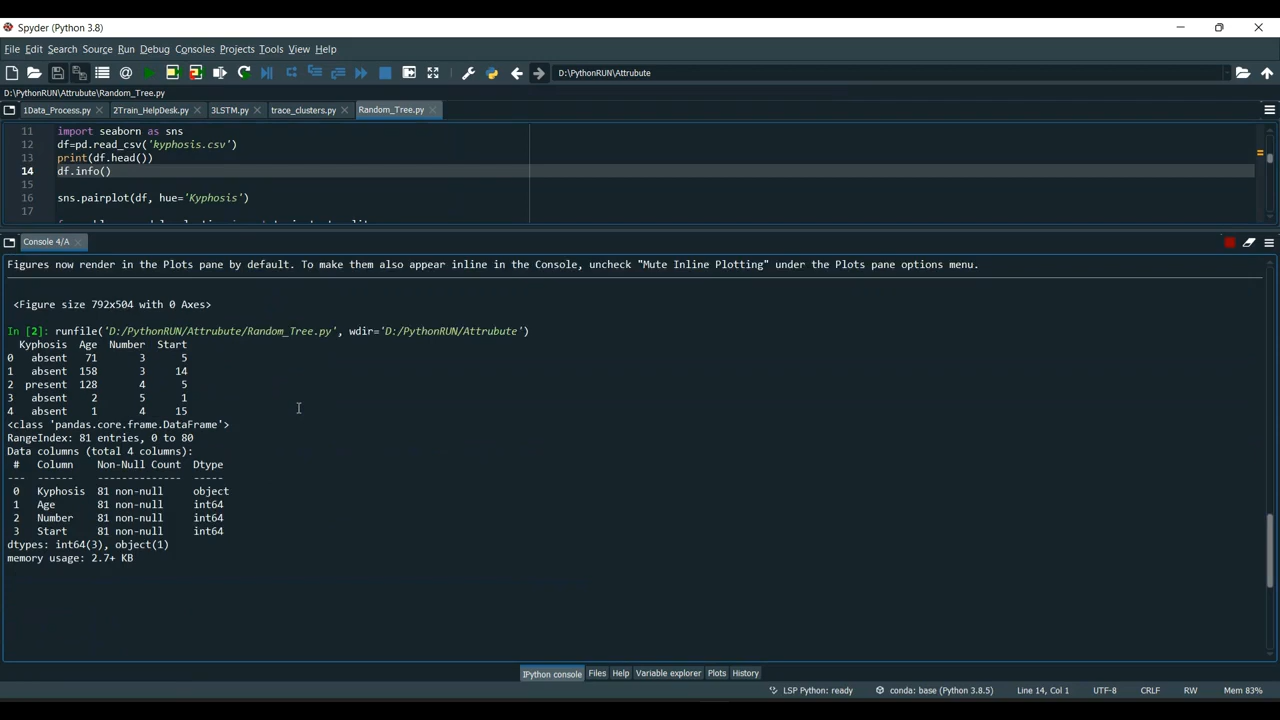 Spyder (Python 3.8)
File Edit Search Source Run Debug Consoles Projects Tools View Help
D:\PythonRUN\Attrubute
D:\PythonRUN\Attrubute\Random_Tree.py
1Data_Process.py 2Train_HelpDesk.py 3LSTM.py trace_clusters.py Random_Tree.py
11 import seaborn as sns
12 df=pd.read_csv('kyphosis.csv')
13 print(df.head())
14 df.info()
15
16 sns.pairplot(df, hue='Kyphosis')
17
Console 4/A
Figures now render in the Plots pane by default. To make them also appear inline in the Console, uncheck "Mute Inline Plotting" under the Plots pane options menu.
<Figure size 792x504 with 0 Axes>
In [2]: runfile('D:/PythonRUN/Attrubute/Random_Tree.py', wdir='D:/PythonRUN/Attrubute')
Kyphosis Age Number Start
0 absent 71 3 5
1 absent 158 3 14
2 present 128 4 5
3 absent 2 5 1
4 absent 1 4 15
<class 'pandas.core.frame.DataFrame'>
RangeIndex: 81 entries, 0 to 80
Data columns (total 4 columns):
# Column Non-Null Count Dtype
--- ------ -------------- -----
0 Kyphosis 81 non-null object
1 Age 81 non-null int64
2 Number 81 non-null int64
3 Start 81 non-null int64
dtypes: int64(3), object(1)
memory usage: 2.7+ KB
IPython console Files Help Variable explorer Plots History
LSP Python: ready conda: base (Python 3.8.5) Line 14, Col 1 UTF-8 CRLF RW Mem 83%